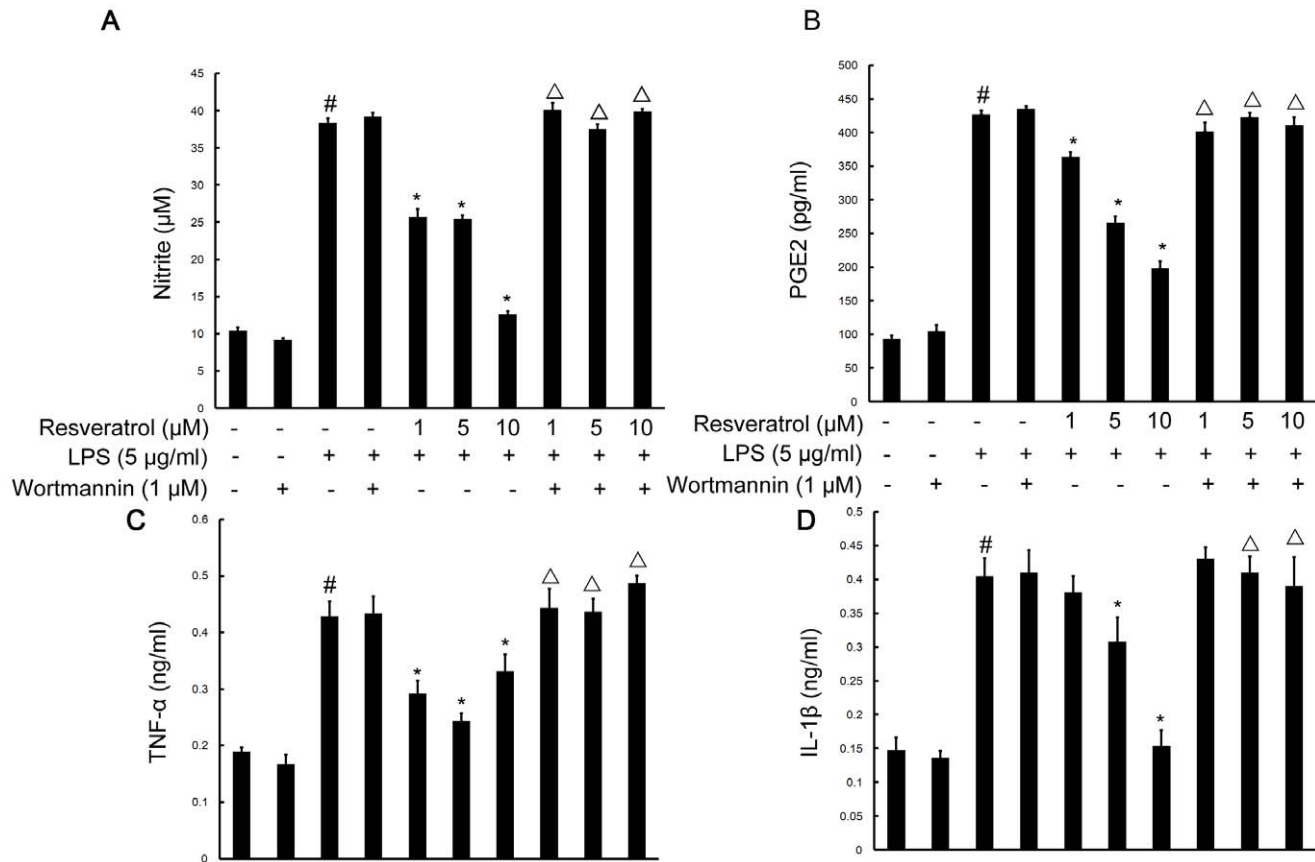 A
B
Nitrite (μM)
45
40
35
30
25
20
15
10
5
0
#
* * *
△ △ △
PGE2 (pg/ml)
500
450
400
350
300
250
200
150
100
50
0
#
* * *
△ △ △
Resveratrol (μM) - - - - 1 5 10 1 5 10
LPS (5 μg/ml) - - + + + + + + + +
Wortmannin (1 μM) - + - + - - - + + +
Resveratrol (μM) - - - - 1 5 10 1 5 10
LPS (5 μg/ml) - - + + + + + + + +
Wortmannin (1 μM) - + - + - - - + + +
C
D
TNF-α (ng/ml)
0.6
0.5
0.4
0.3
0.2
0.1
0
#
* * *
△ △ △
IL-1β (ng/ml)
0.5
0.45
0.4
0.35
0.3
0.25
0.2
0.15
0.1
0.05
0
#
* *
△ △